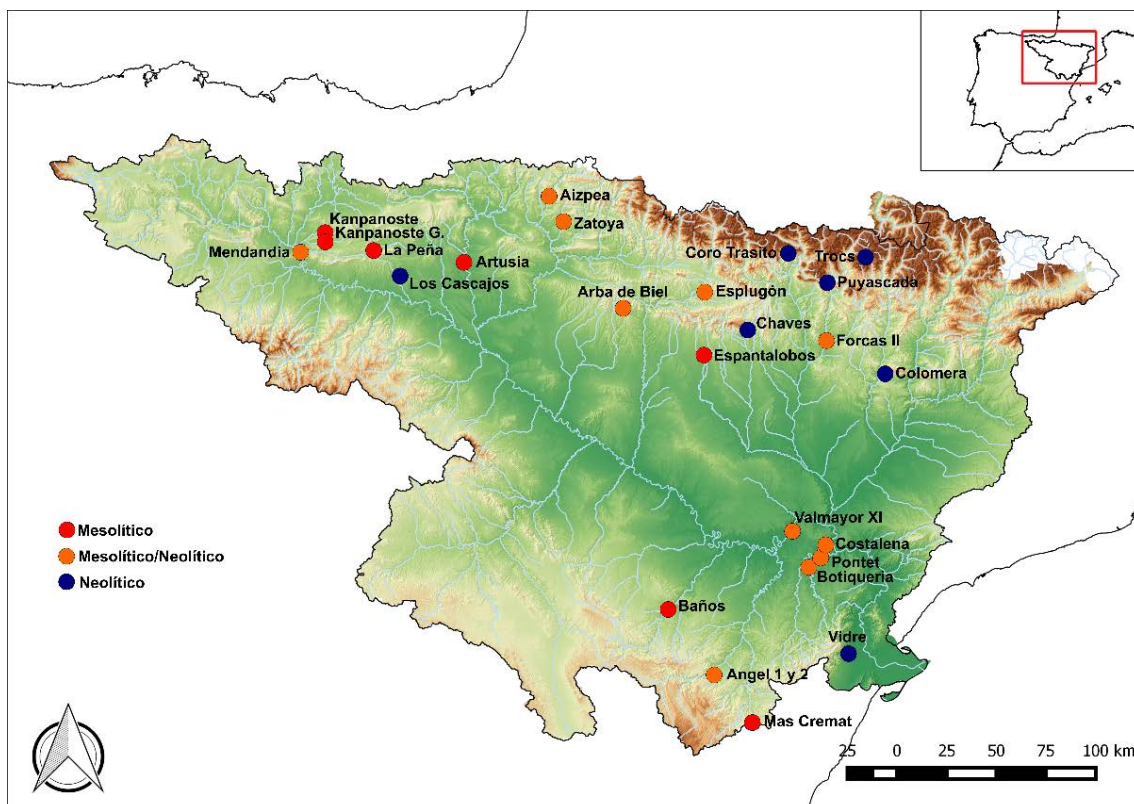 Aizpea
Zatoya
Kanpanoste
Kanpanoste G.
Mendandia
La Peña
Artusia
Los Cascajos
Coro Trasito
Trocs
Puyascada
Arba de Biel
Esplugón
Chaves
Espantalobos
Forcas II
Colomera
Valmayor XI
Costalena
Pontet
Botiqueria
Baños
Vidre
Angel 1 y 2
Mas Cremat
Mesolítico
Mesolítico/Neolítico
Neolítico
25 0 25 50 75 100 km